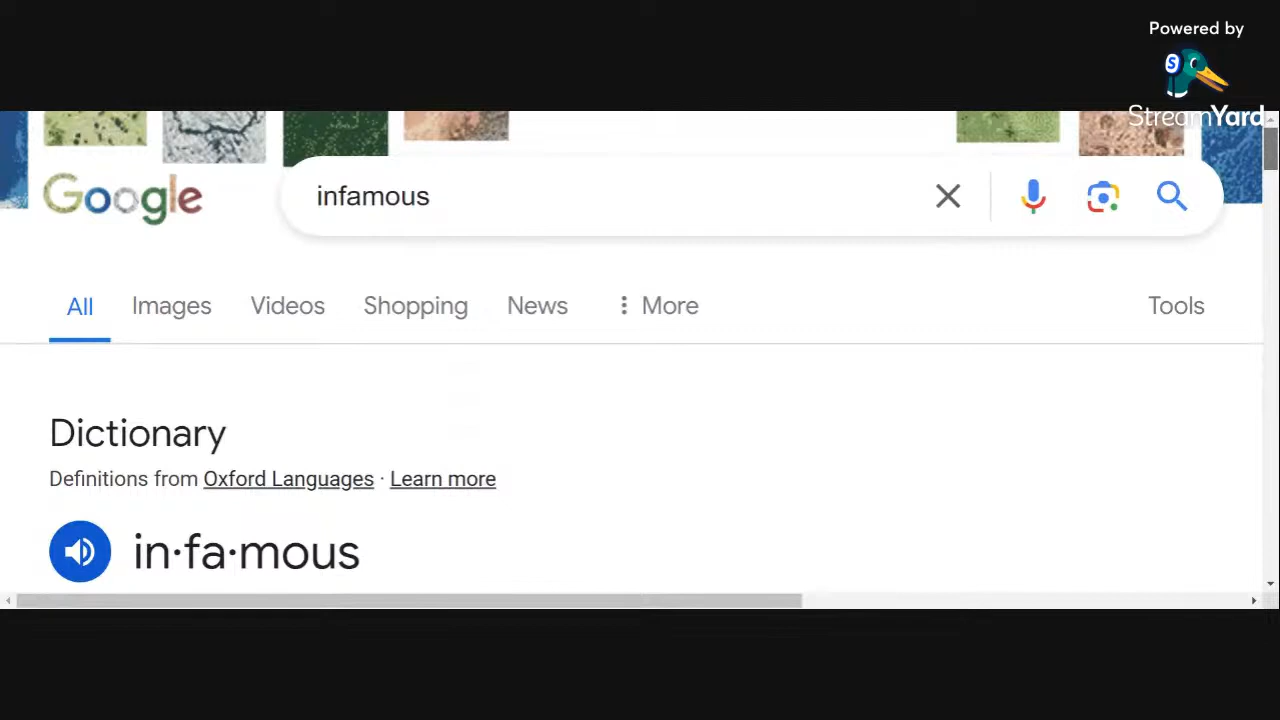 Powered by
StreamYard
Google
infamous
All Images Videos Shopping News More Tools
Dictionary
Definitions from Oxford Languages · Learn more
in·fa·mous